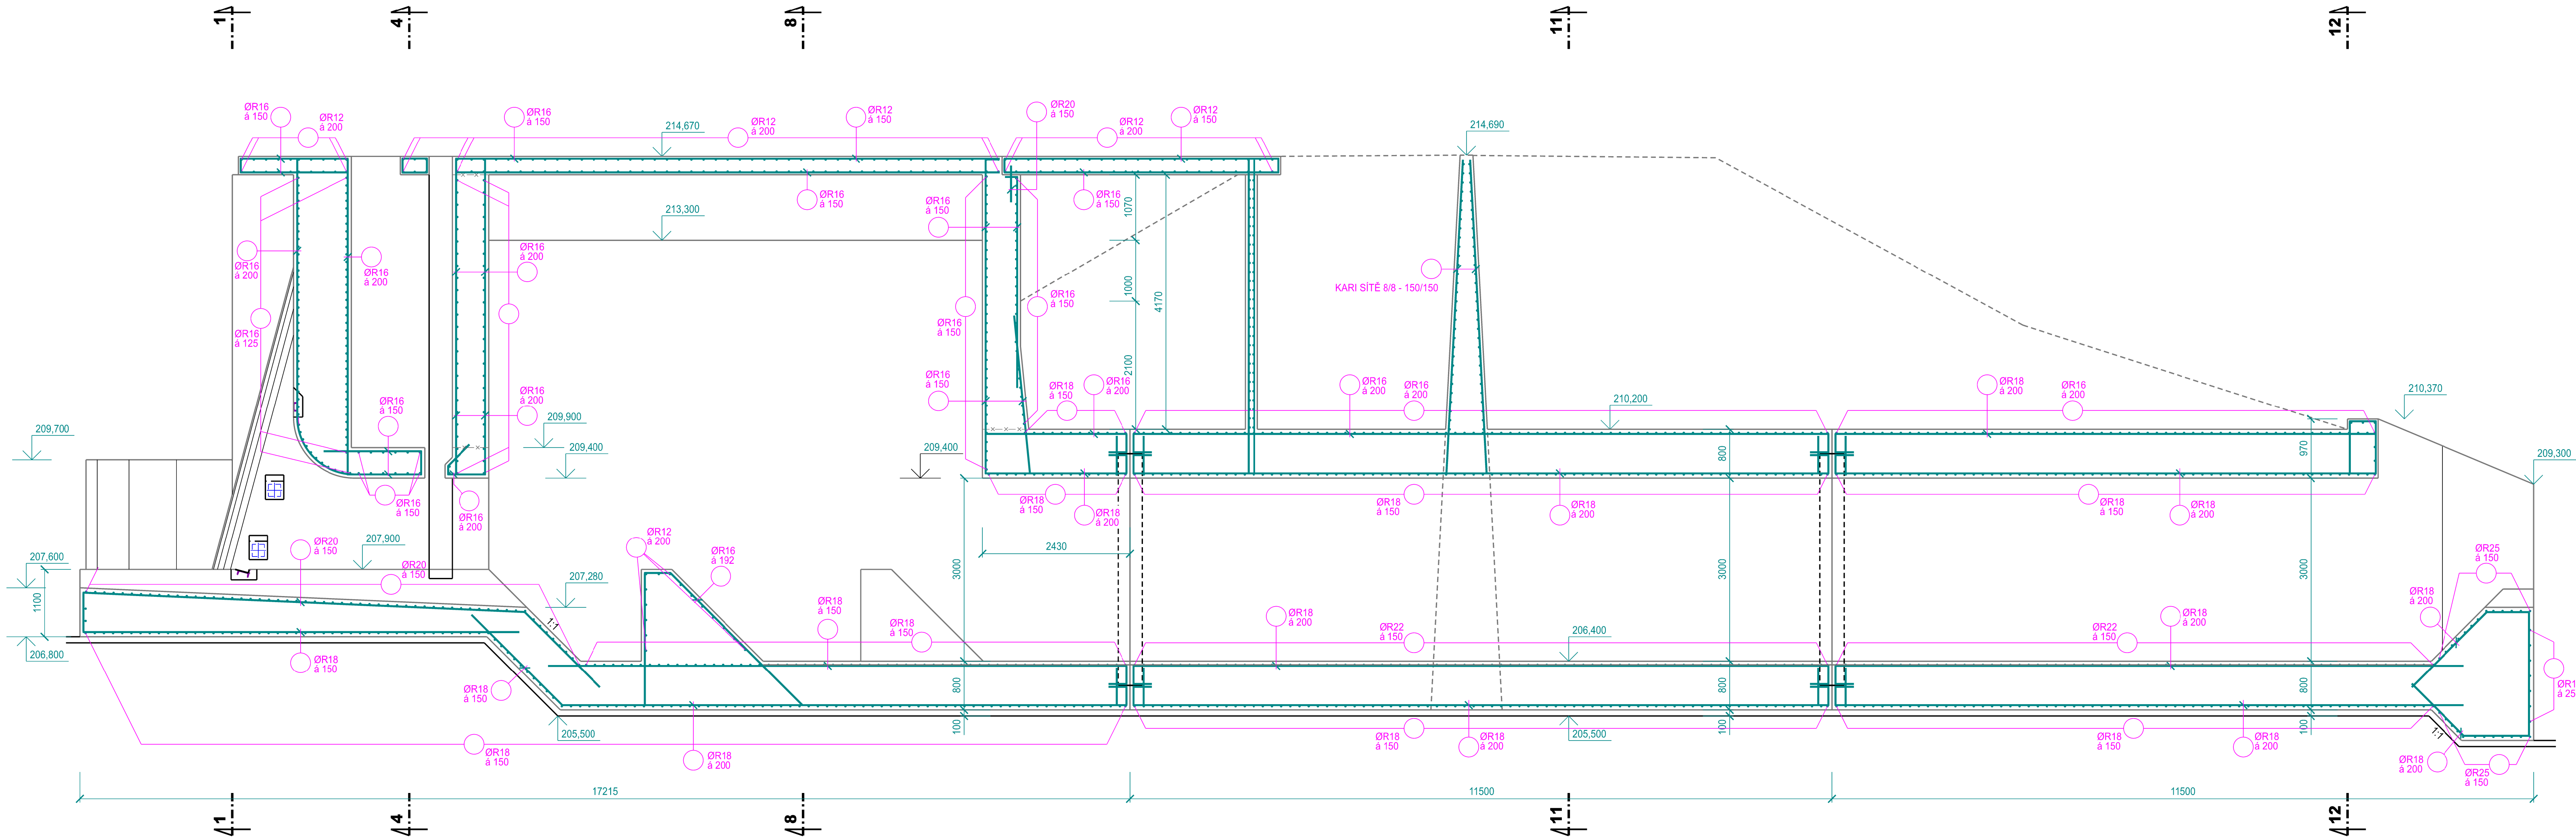 1
4
8
11
12
ØR16
á 150
ØR12
á 200
ØR16
á 150
214,670
ØR12
á 200
ØR12
á 150
ØR20
á 150
ØR12
á 200
ØR12
á 150
214,690
ØR16
á 150
ØR16
á 150
213,300
ØR16
á 150
1070
ØR16
á 200
ØR16
á 200
ØR16
á 200
1000
4170
KARI SÍTĚ 8/8 - 150/150
ØR16
á 125
ØR16
á 150
ØR16
á 150
2100
ØR16
á 150
ØR16
á 200
ØR16
á 150
ØR18
á 150
ØR16
á 200
ØR16
á 200
ØR16
á 200
ØR18
á 200
ØR16
á 200
210,200
210,370
209,700
209,900
209,400
209,400
800
970
209,300
ØR16
á 150
ØR16
á 200
ØR18
á 150
ØR18
á 200
ØR18
á 150
ØR18
á 200
ØR18
á 150
ØR18
á 200
207,600
207,900
ØR20
á 150
ØR20
á 150
ØR12
á 200
ØR16
á 192
2430
3000
3000
3000
ØR25
á 150
1100
207,280
1:1
ØR18
á 150
ØR18
á 150
ØR18
á 200
ØR22
á 150
206,400
ØR22
á 150
ØR18
á 200
ØR18
á 200
206,800
ØR18
á 150
ØR18
á 150
800
800
800
ØR1
á 25
205,500
100
100
205,500
100
1:1
ØR18
á 150
ØR18
á 200
ØR18
á 150
ØR18
á 200
ØR18
á 150
ØR18
á 200
ØR18
á 200
ØR25
á 150
17215
11500
11500
1
4
8
11
12